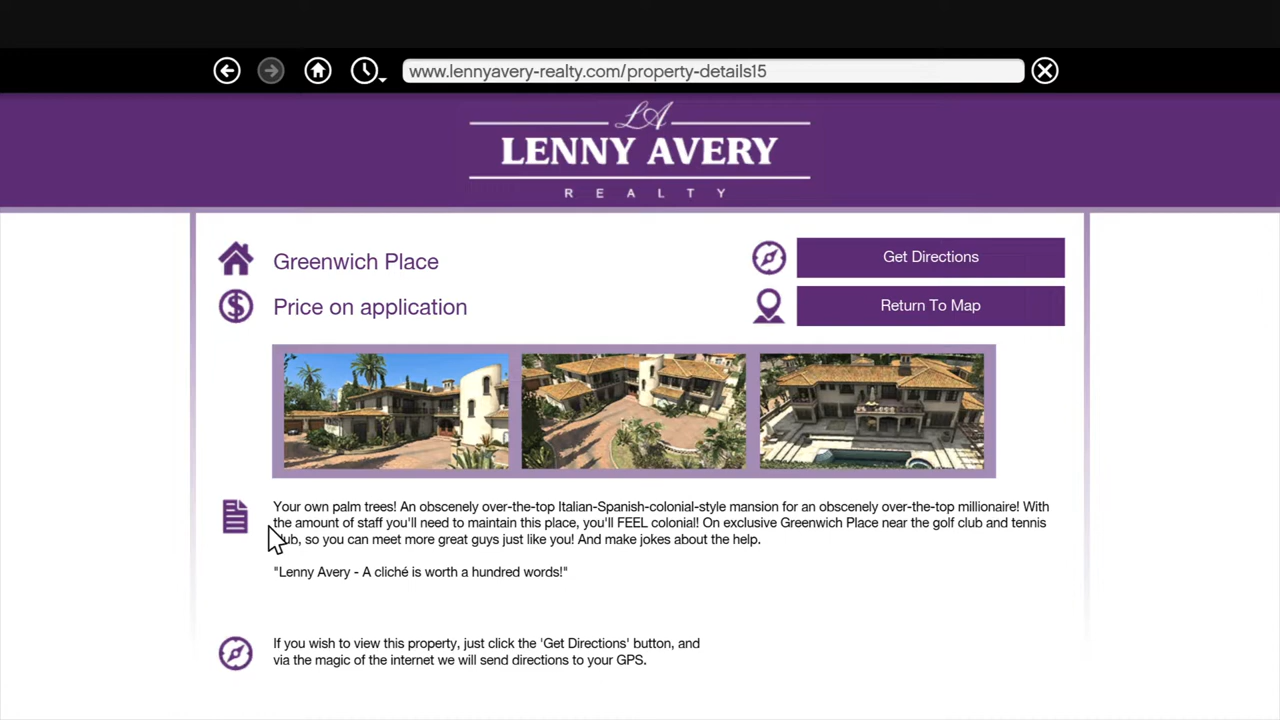 www.lennyavery-realty.com/property-details15
LA
LENNY AVERY
REALTY
Greenwich Place
Get Directions
Price on application
Return To Map
Your own palm trees! An obscenely over-the-top Italian-Spanish-colonial-style mansion for an obscenely over-the-top millionaire! With
the amount of staff you'll need to maintain this place, you'll FEEL colonial! On exclusive Greenwich Place near the golf club and tennis
club, so you can meet more great guys just like you! And make jokes about the help.
"Lenny Avery - A cliché is worth a hundred words!"
If you wish to view this property, just click the 'Get Directions' button, and
via the magic of the internet we will send directions to your GPS.